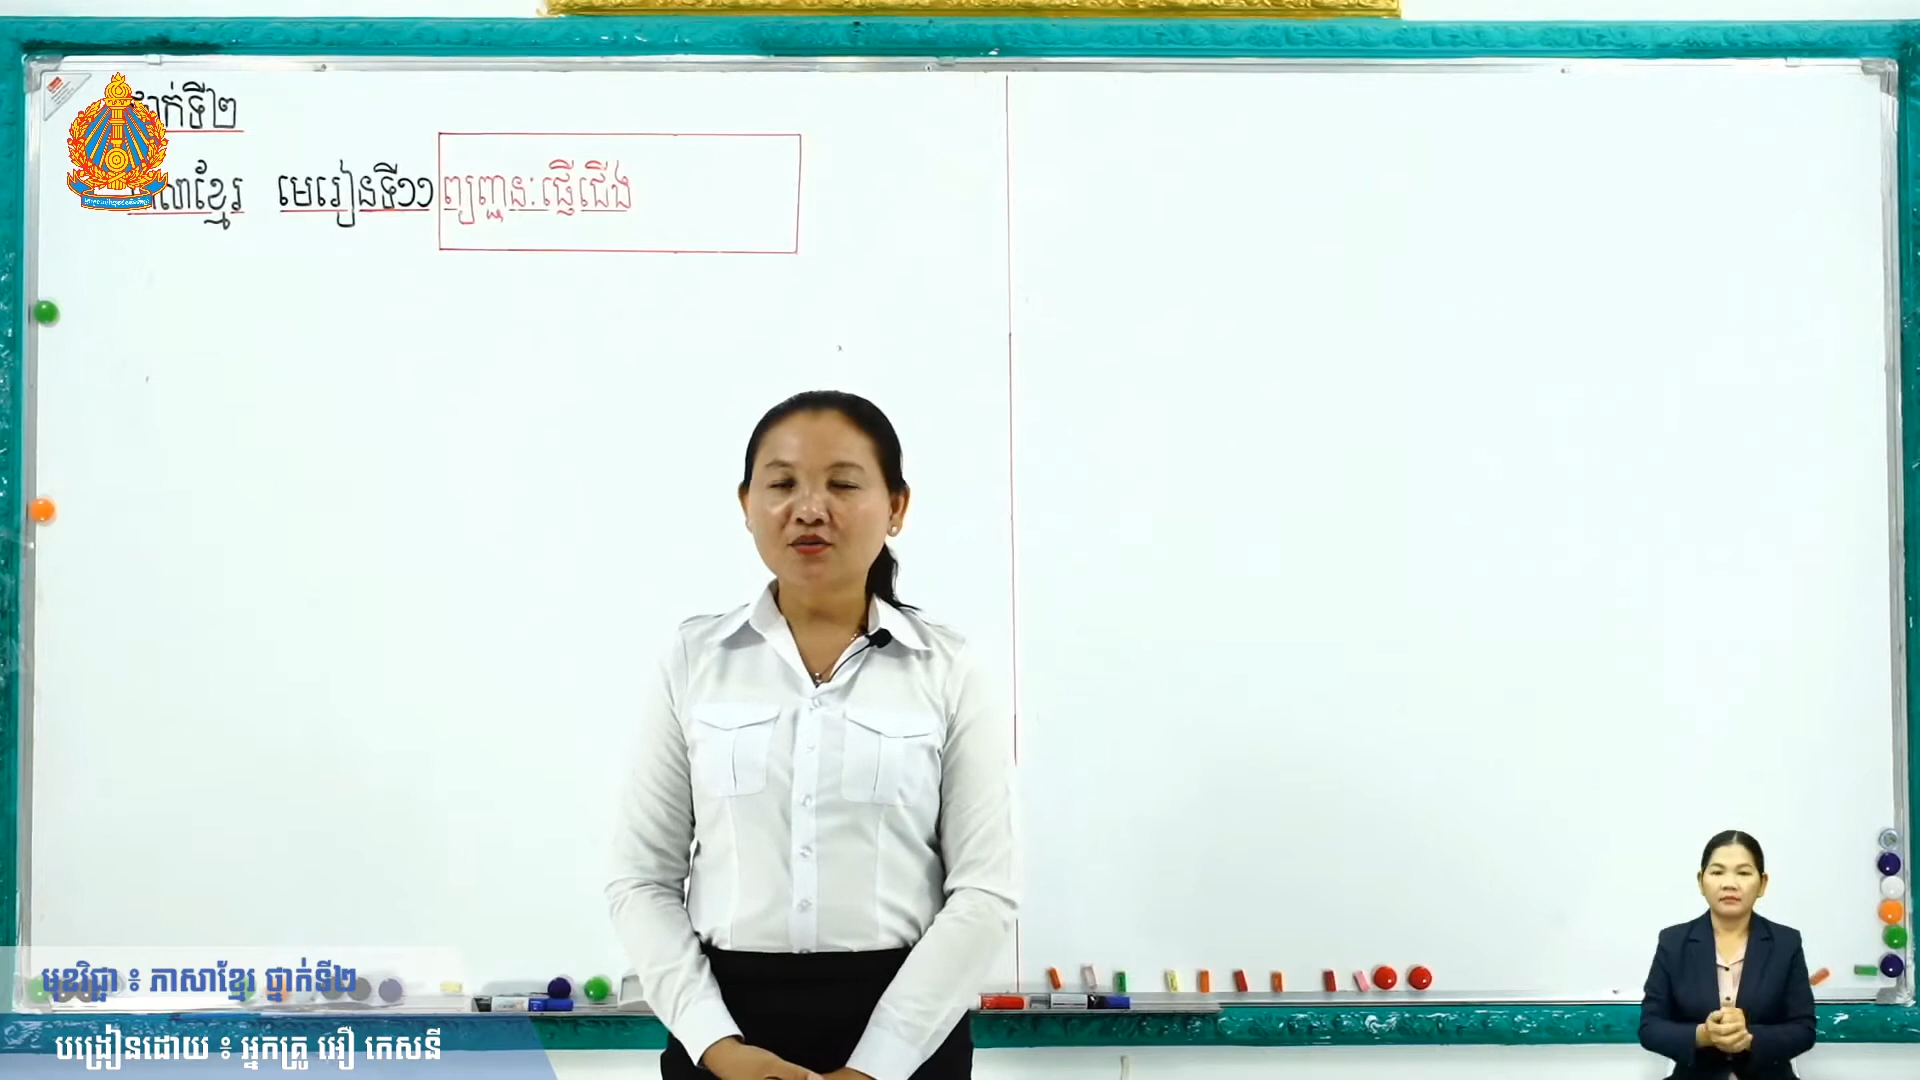 ថ្នាក់ទី២
ភាសាខ្មែរ មេរៀនទី១១ ព្យញ្ជនៈផ្ញើជើង
មុខវិជ្ជា ៖ ភាសាខ្មែរ ថ្នាក់ទី២
បង្រៀនដោយ ៖ អ្នកគ្រូ អឿ កេសនី